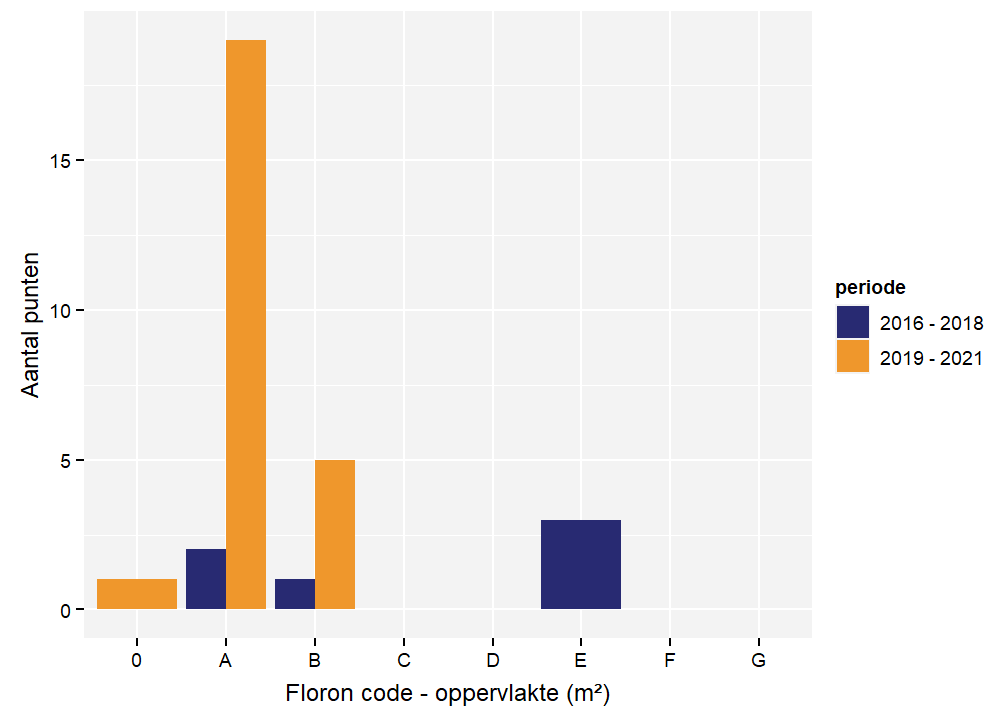 15
10
5
0
Aantal punten
0 A B C D E F G
Floron code - oppervlakte (m²)
periode
2016 - 2018
2019 - 2021